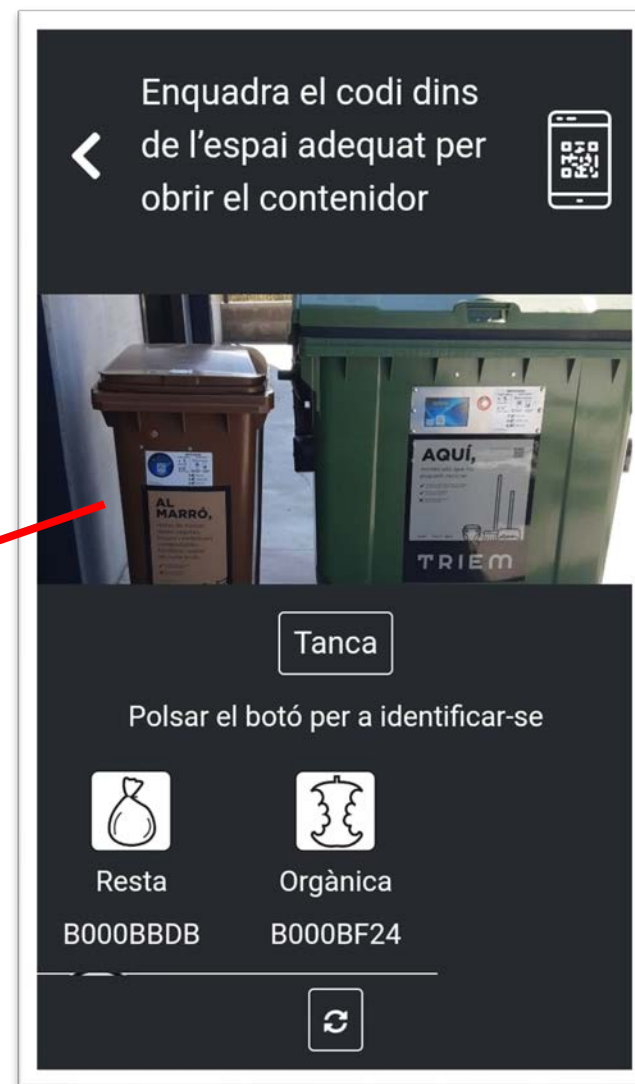 Enquadra el codi dins
de l’espai adequat per
obrir el contenidor
AL
MARRÓ,
AQUÍ,
TRIEM
Tanca
Polsar el botó per a identificar-se
Resta
Orgànica
B000BBDB
B000BF24